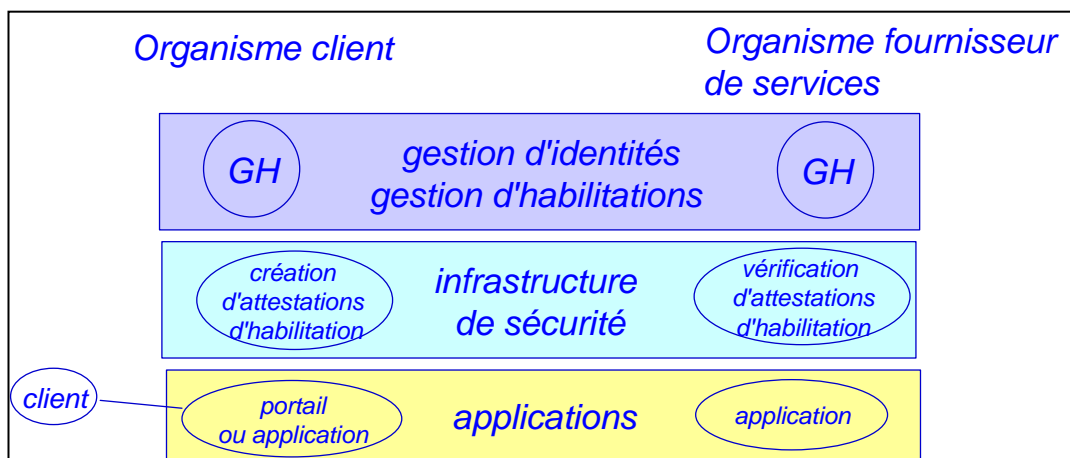 Organisme client
Organisme fournisseur
de services
GH
gestion d'identités
gestion d'habilitations
GH
création
d'attestations
d'habilitation
infrastructure
de sécurité
vérification
d'attestations
d'habilitation
client
portail
ou application
applications
application